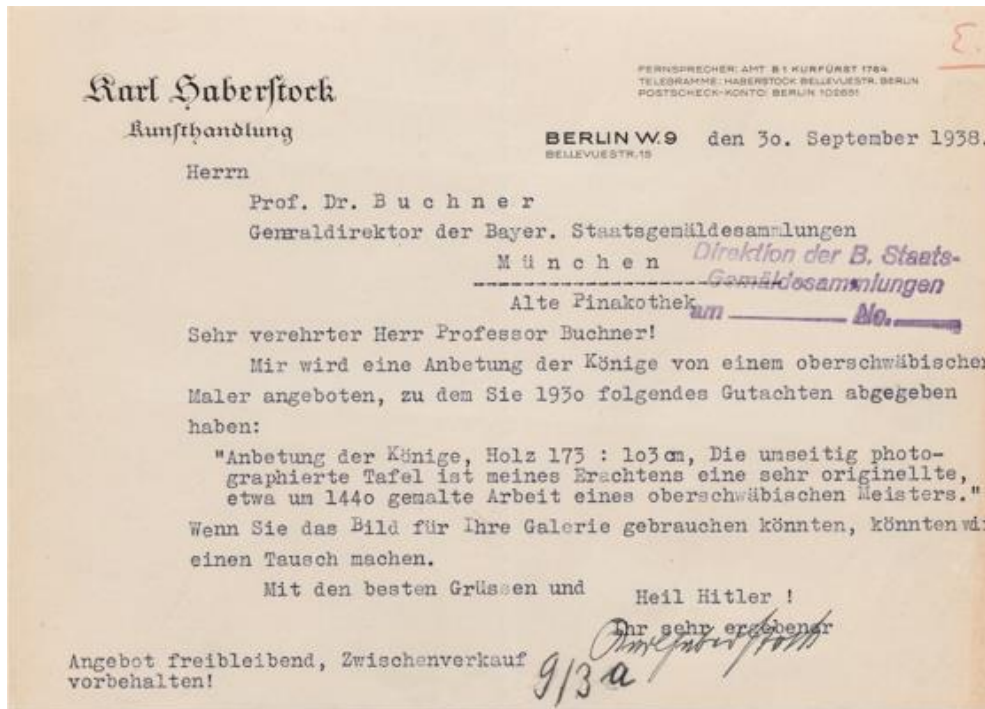 E.
Karl Haberstock
Kunsthandlung
FERNSPRECHER: AMT B 1 KURFÜRST 1764
TELEGRAMME: HABERSTOCK BELLEVUESTR. BERLIN
POSTSCHECK-KONTO: BERLIN 102651
BERLIN W. 9 den 30. September 1938.
BELLEVUESTR. 15
Herrn
Prof. Dr. B u c h n e r
Genraldirektor der Bayer. Staatsgemäldesammlungen
M ü n c h e n
Direktion der B. Staats-
Gemäldesammlungen
am No.
Alte Pinakothek
Sehr verehrter Herr Professor Buchner!
Mir wird eine Anbetung der Könige von einem oberschwäbischen
Maler angeboten, zu dem Sie 193o folgendes Gutachten abgegeben
haben:
"Anbetung der Könige, Holz 173 : 1o3 cm, Die umseitig photo-
graphierte Tafel ist meines Erachtens eine sehr originellte,
etwa um 144o gemalte Arbeit eines oberschwäbischen Meisters."
Wenn Sie das Bild für Ihre Galerie gebrauchen könnten, könnten wir
einen Tausch machen.
Mit den besten Grüssen und
Heil Hitler !
Ihr sehr ergebener
Karl Haberstock
Angebot freibleibend, Zwischenverkauf
vorbehalten!
9/3 a